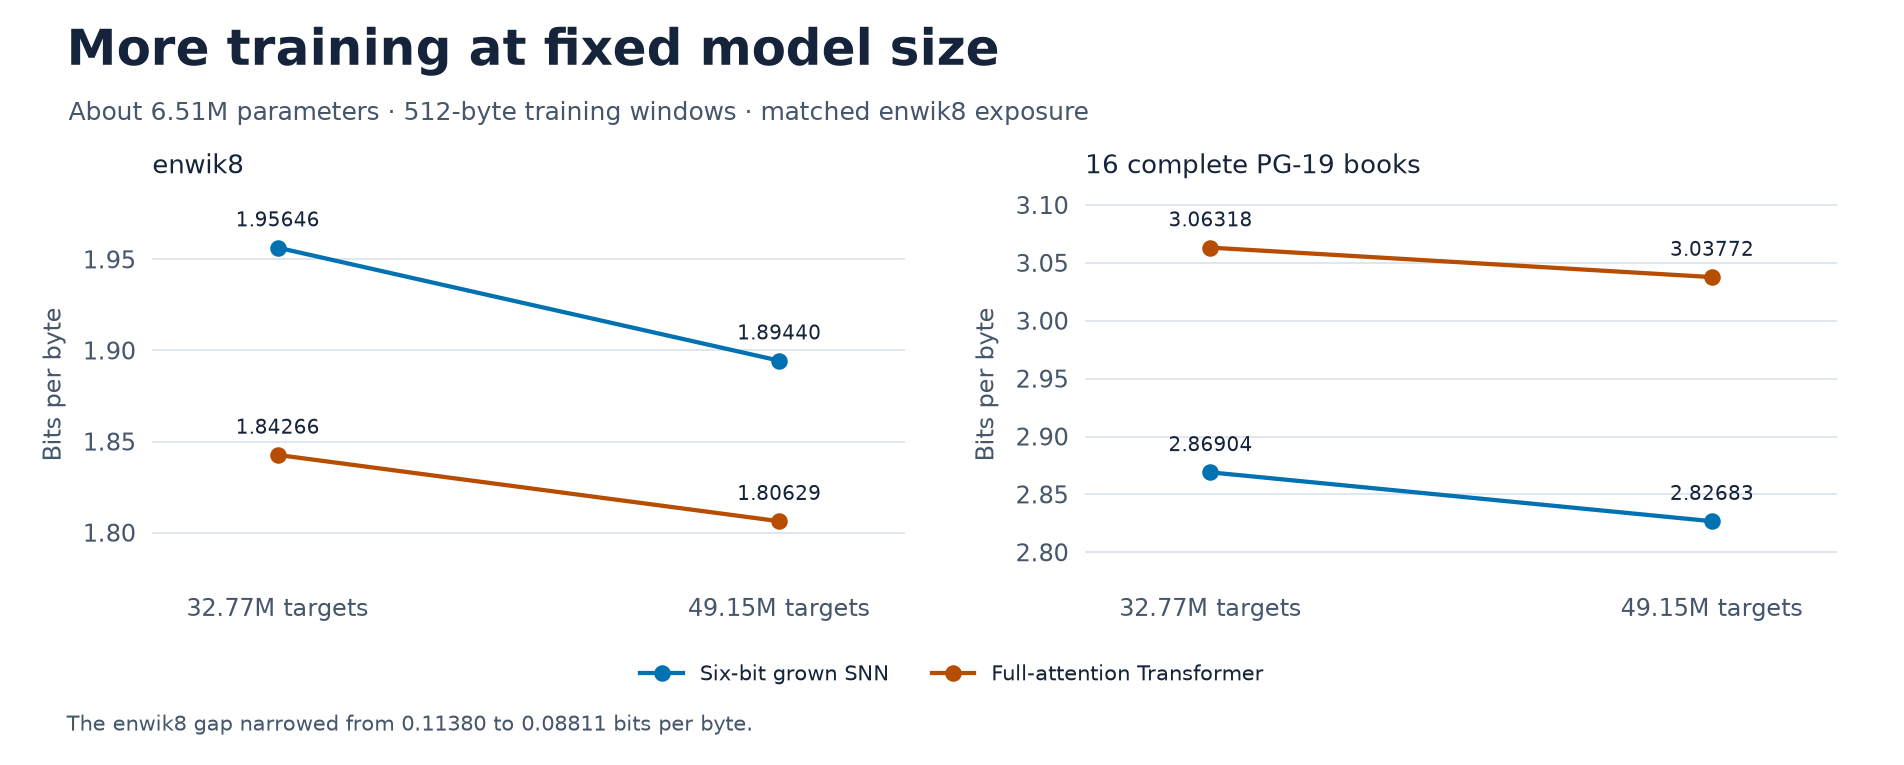 More training at fixed model size
About 6.51M parameters · 512-byte training windows · matched enwik8 exposure
enwik8
Bits per byte
1.95
1.90
1.85
1.80
1.95646
1.89440
1.84266
1.80629
32.77M targets
49.15M targets
16 complete PG-19 books
Bits per byte
3.10
3.05
3.00
2.95
2.90
2.85
2.80
3.06318
3.03772
2.86904
2.82683
32.77M targets
49.15M targets
Six-bit grown SNN
Full-attention Transformer
The enwik8 gap narrowed from 0.11380 to 0.08811 bits per byte.